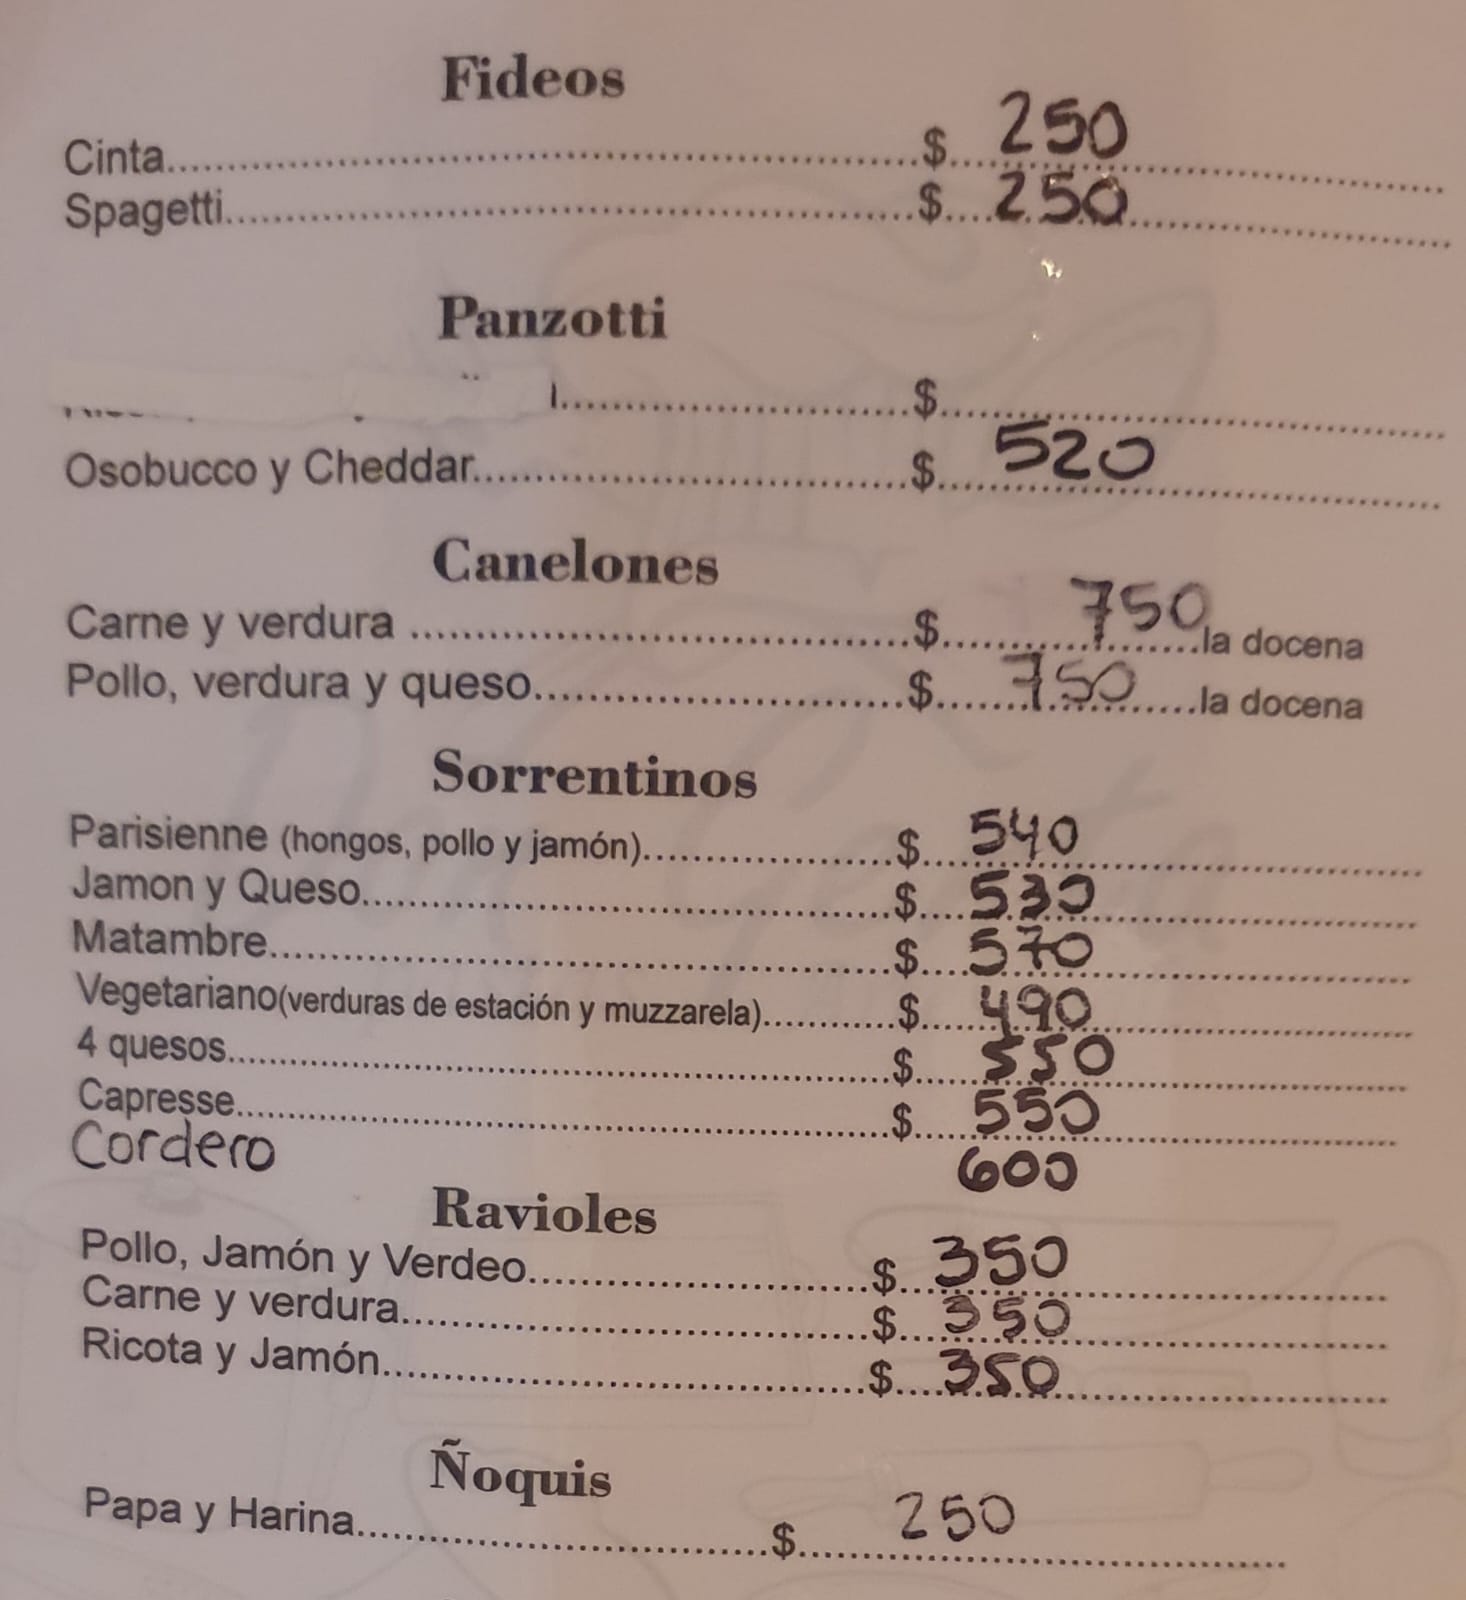 Fideos
Cinta........................................$.... 250
Spagetti........................................$.... 250
Panzotti
........................................$........
Osobucco y Cheddar........................................$.... 520
Canelones
Carne y verdura ........................................$.... 750 la docena
Pollo, verdura y queso........................................$.... 750 la docena
Sorrentinos
Parisienne (hongos, pollo y jamón)....................$.... 540
Jamon y Queso........................................$.... 530
Matambre........................................$.... 570
Vegetariano(verduras de estación y muzzarela)............$.... 490
4 quesos........................................$.... 550
Capresse........................................$.... 550
Cordero 600
Ravioles
Pollo, Jamón y Verdeo........................................$.... 350
Carne y verdura........................................$.... 350
Ricota y Jamón........................................$.... 350
Ñoquis
Papa y Harina........................................$.... 250